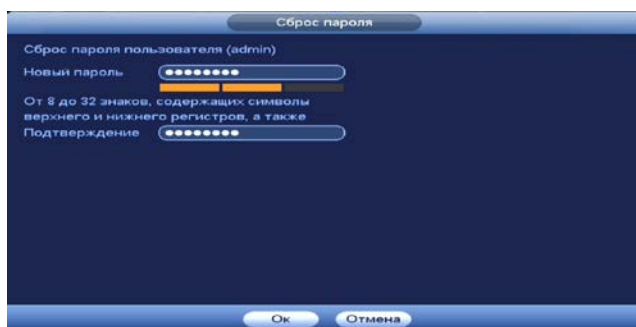 Сброс пароля
Сброс пароля пользователя (admin)
Новый пароль ●●●●●●●●
От 8 до 32 знаков, содержащих символы
верхнего и нижнего регистров, а также
Подтверждение ●●●●●●●●
Ок Отмена